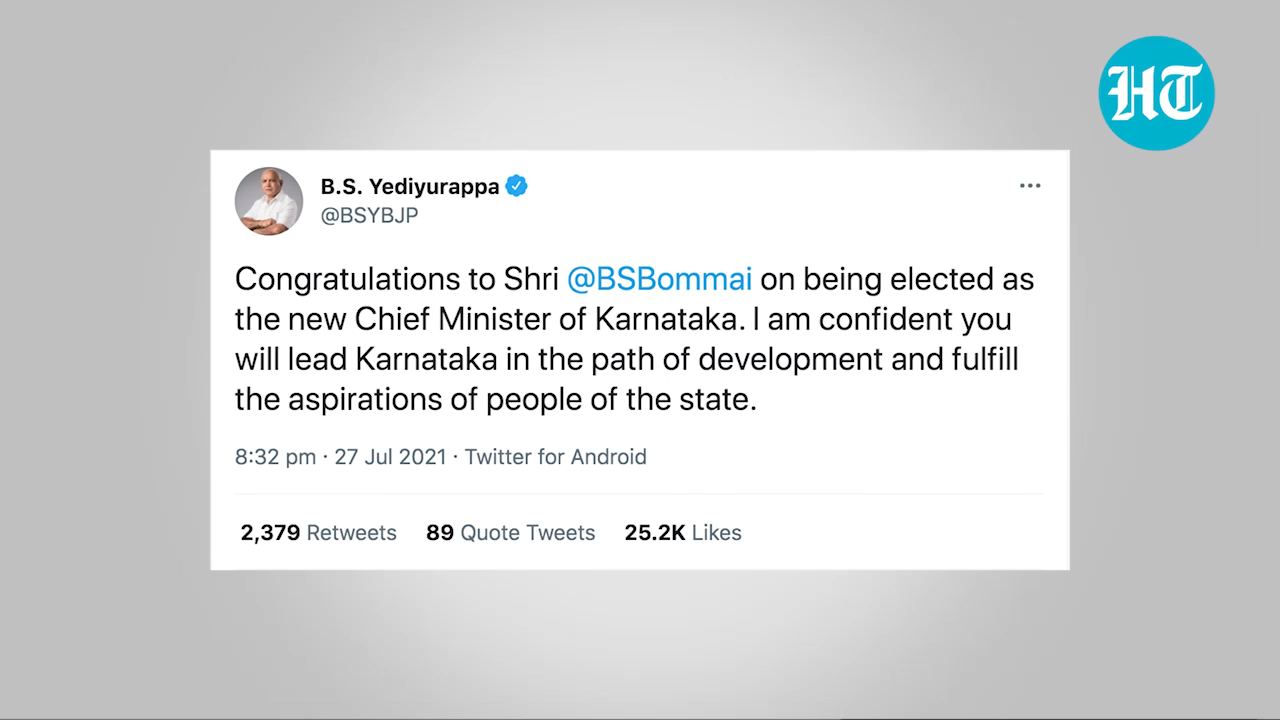 HT
B.S. Yediyurappa
@BSYBJP
Congratulations to Shri @BSBommai on being elected as
the new Chief Minister of Karnataka. I am confident you
will lead Karnataka in the path of development and fulfill
the aspirations of people of the state.
8:32 pm · 27 Jul 2021 · Twitter for Android
2,379 Retweets 89 Quote Tweets 25.2K Likes